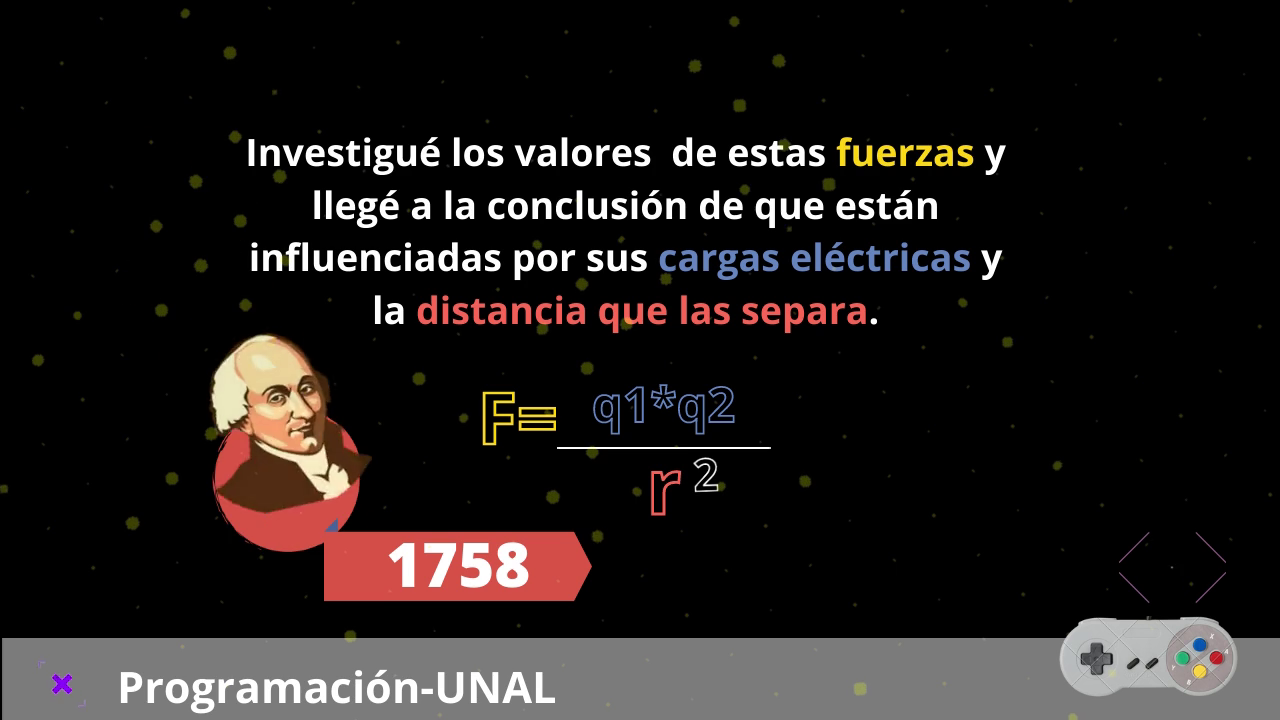 Investigué los valores  de estas fuerzas y
llegé a la conclusión de que están
influenciadas por sus cargas eléctricas y
la distancia que las separa.
F= q1*q2
r 2
1758
Programación-UNAL